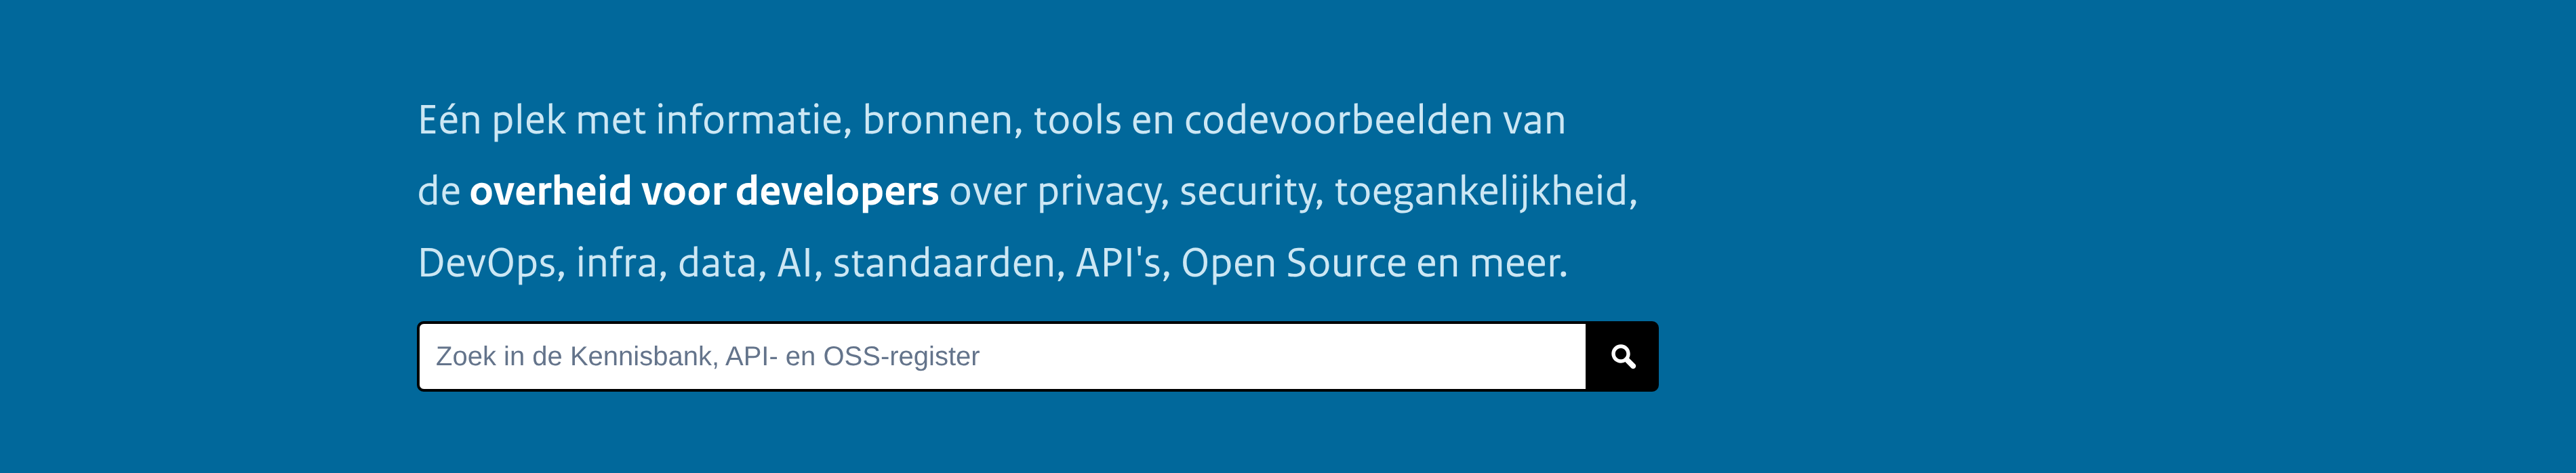 Eén plek met informatie, bronnen, tools en codevoorbeelden van
de overheid voor developers over privacy, security, toegankelijkheid,
DevOps, infra, data, AI, standaarden, API's, Open Source en meer.
Zoek in de Kennisbank, API- en OSS-register